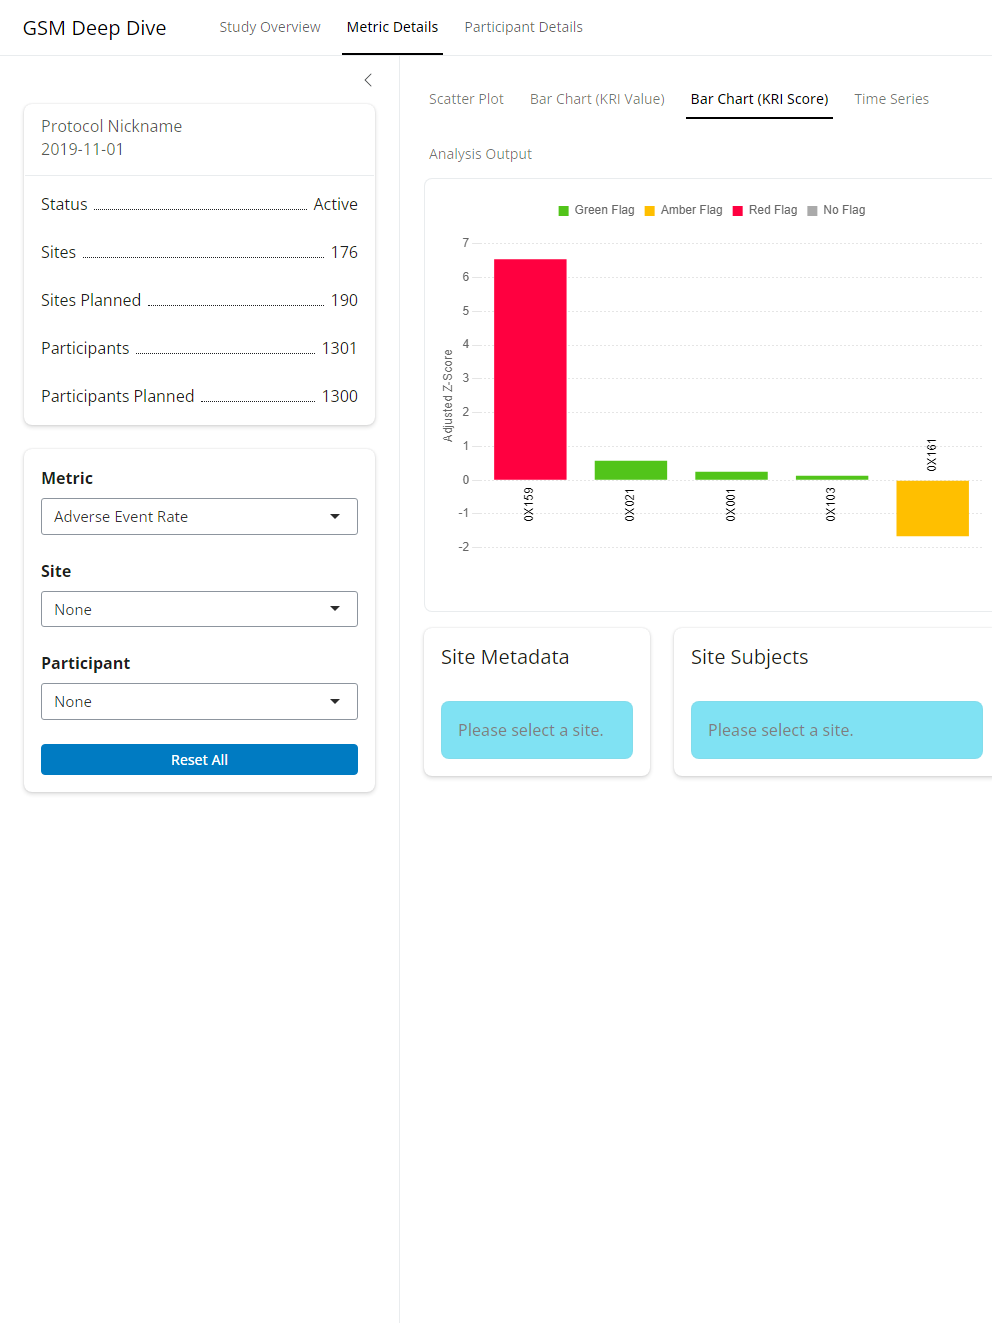 GSM Deep Dive
Study Overview
Metric Details
Participant Details
Protocol Nickname
2019-11-01
Status Active
Sites 176
Sites Planned 190
Participants 1301
Participants Planned 1300
Metric
Adverse Event Rate
Site
None
Participant
None
Reset All
Scatter Plot
Bar Chart (KRI Value)
Bar Chart (KRI Score)
Time Series
Analysis Output
Green Flag
Amber Flag
Red Flag
No Flag
Adjusted Z-Score
7
6
5
4
3
2
1
0
-1
-2
0X159
0X021
0X001
0X103
0X161
Site Metadata
Please select a site.
Site Subjects
Please select a site.